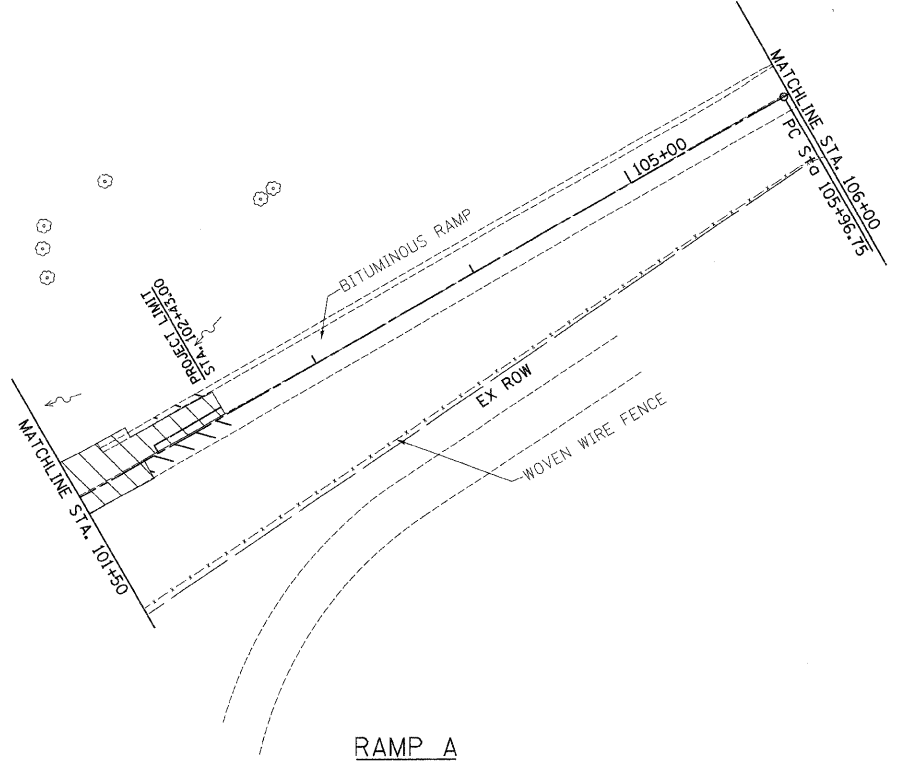 MATCHLINE STA. 106+00
PC Sta 105+96.75
105+00
BITUMINOUS RAMP
PROJECT LIMIT
STA. 102+43.00
EX ROW
WOVEN WIRE FENCE
MATCHLINE STA. 101+50
RAMP A